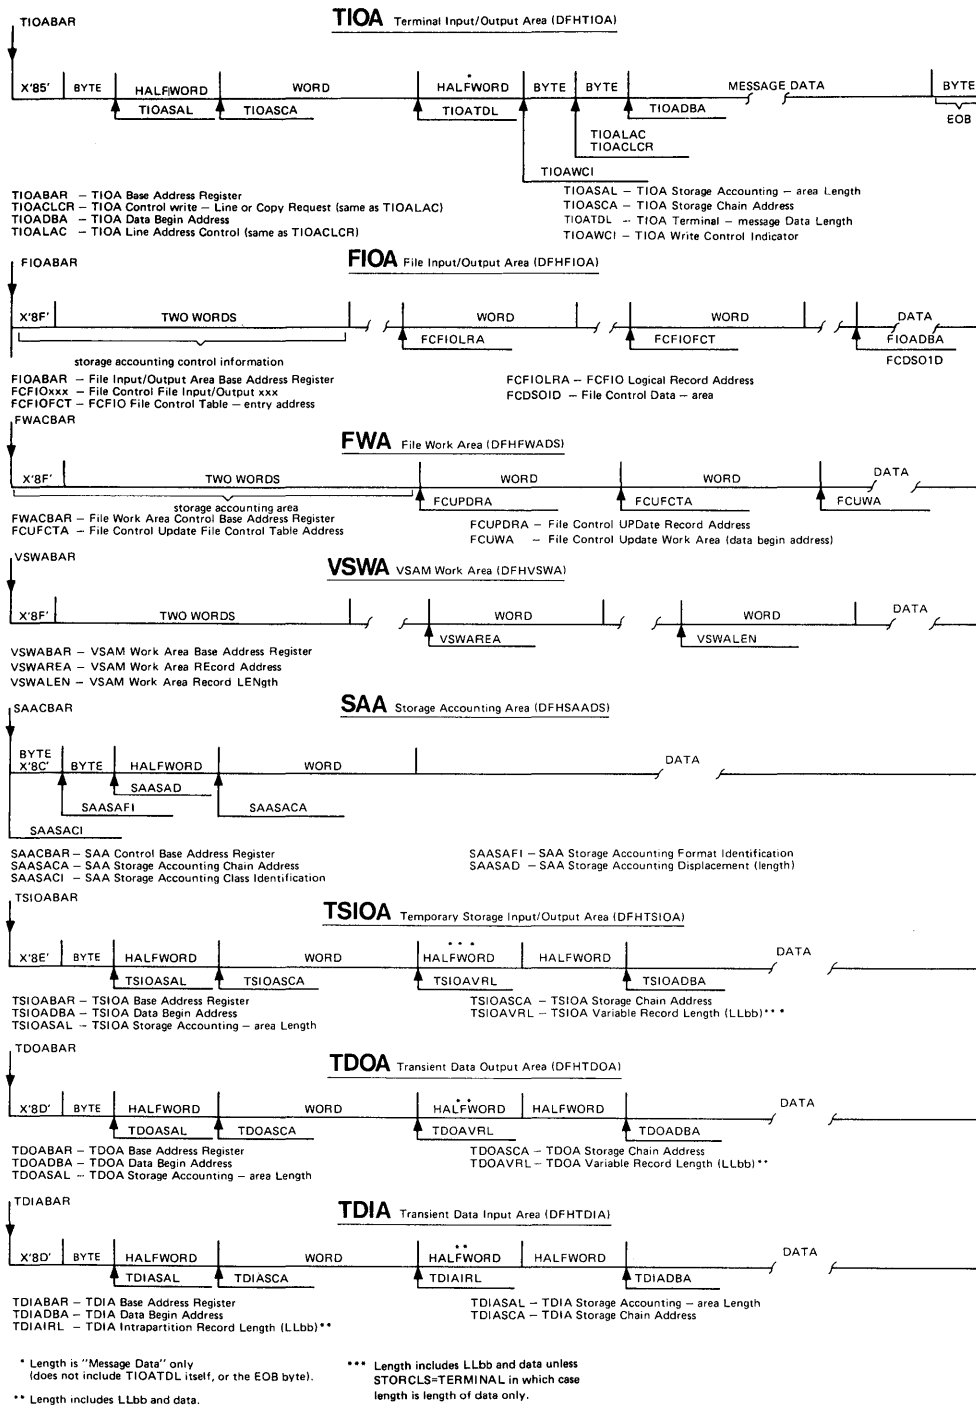 TIOABAR
TIOA Terminal Input/Output Area (DFHTIOA)
X'85' BYTE HALFWORD WORD * HALFWORD BYTE BYTE MESSAGE DATA BYTE
TIOASAL TIOASCA TIOATDL TIOADBA EOB
TIOALAC
TIOACLCR
TIOAWCI
TIOABAR – TIOA Base Address Register
TIOACLCR – TIOA Control write – Line or Copy Request (same as TIOALAC)
TIOADBA – TIOA Data Begin Address
TIOALAC – TIOA Line Address Control (same as TIOACLCR)
TIOASAL – TIOA Storage Accounting – area Length
TIOASCA – TIOA Storage Chain Address
TIOATDL – TIOA Terminal – message Data Length
TIOAWCI – TIOA Write Control Indicator
FIOABAR
FIOA File Input/Output Area (DFHFIOA)
X'8F' TWO WORDS WORD WORD DATA
FCFIOLRA FCFIOFCT FIOADBA
FCDSO1D
storage accounting control information
FIOABAR – File Input/Output Area Base Address Register
FCFIOxxx – File Control File Input/Output xxx
FCFIOFCT – FCFIO File Control Table – entry address
FCFIOLRA – FCFIO Logical Record Address
FCDSOID – File Control Data – area
FWACBAR
FWA File Work Area (DFHFWADS)
X'8F' TWO WORDS WORD WORD DATA
storage accounting area
FCUPDRA FCUFCTA FCUWA
FWACBAR – File Work Area Control Base Address Register
FCUFCTA – File Control Update File Control Table Address
FCUPDRA – File Control UPDate Record Address
FCUWA – File Control Update Work Area (data begin address)
VSWABAR
VSWA VSAM Work Area (DFHVSWA)
X'8F' TWO WORDS WORD WORD DATA
VSWAREA VSWALEN
VSWABAR – VSAM Work Area Base Address Register
VSWAREA – VSAM Work Area REcord Address
VSWALEN – VSAM Work Area Record LENgth
SAACBAR
SAA Storage Accounting Area (DFHSAADS)
BYTE
X'8C' BYTE HALFWORD WORD DATA
SAASAD
SAASAFI SAASACA
SAASACI
SAACBAR – SAA Control Base Address Register
SAASACA – SAA Storage Accounting Chain Address
SAASACI – SAA Storage Accounting Class Identification
SAASAFI – SAA Storage Accounting Format Identification
SAASAD – SAA Storage Accounting Displacement (length)
TSIOABAR
TSIOA Temporary Storage Input/Output Area (DFHTSIOA)
X'8E' BYTE HALFWORD WORD *** HALFWORD HALFWORD DATA
TSIOASAL TSIOASCA TSIOAVRL TSIOADBA
TSIOABAR – TSIOA Base Address Register
TSIOADBA – TSIOA Data Begin Address
TSIOASAL – TSIOA Storage Accounting – area Length
TSIOASCA – TSIOA Storage Chain Address
TSIOAVRL – TSIOA Variable Record Length (LLbb)***
TDOABAR
TDOA Transient Data Output Area (DFHTDOA)
X'8D' BYTE HALFWORD WORD ** HALFWORD HALFWORD DATA
TDOASAL TDOASCA TDOAVRL TDOADBA
TDOABAR – TDOA Base Address Register
TDOADBA – TDOA Data Begin Address
TDOASAL – TDOA Storage Accounting – area Length
TDOASCA – TDOA Storage Chain Address
TDOAVRL – TDOA Variable Record Length (LLbb)**
TDIABAR
TDIA Transient Data Input Area (DFHTDIA)
X'8D' BYTE HALFWORD WORD ** HALFWORD HALFWORD DATA
TDIASAL TDIASCA TDIAIRL TDIADBA
TDIABAR – TDIA Base Address Register
TDIADBA – TDIA Data Begin Address
TDIAIRL – TDIA Intrapartition Record Length (LLbb)**
TDIASAL – TDIA Storage Accounting – area Length
TDIASCA – TDIA Storage Chain Address
* Length is "Message Data" only
(does not include TIOATDL itself, or the EOB byte).
** Length includes LLbb and data.
*** Length includes LLbb and data unless
STORCLS=TERMINAL in which case
length is length of data only.